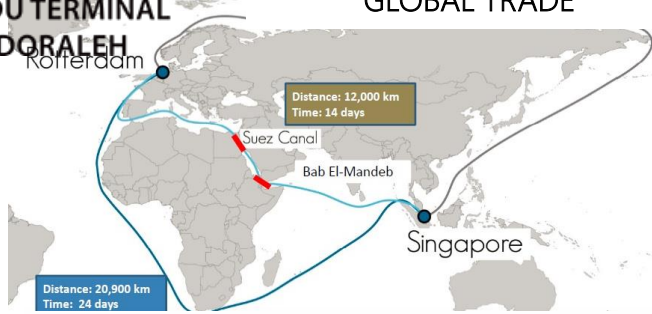 DU TERMINAL
DORALEH
GLOBAL TRADE
Rotterdam
Distance: 12,000 km
Time: 14 days
Suez Canal
Bab El-Mandeb
Singapore
Distance: 20,900 km
Time: 24 days